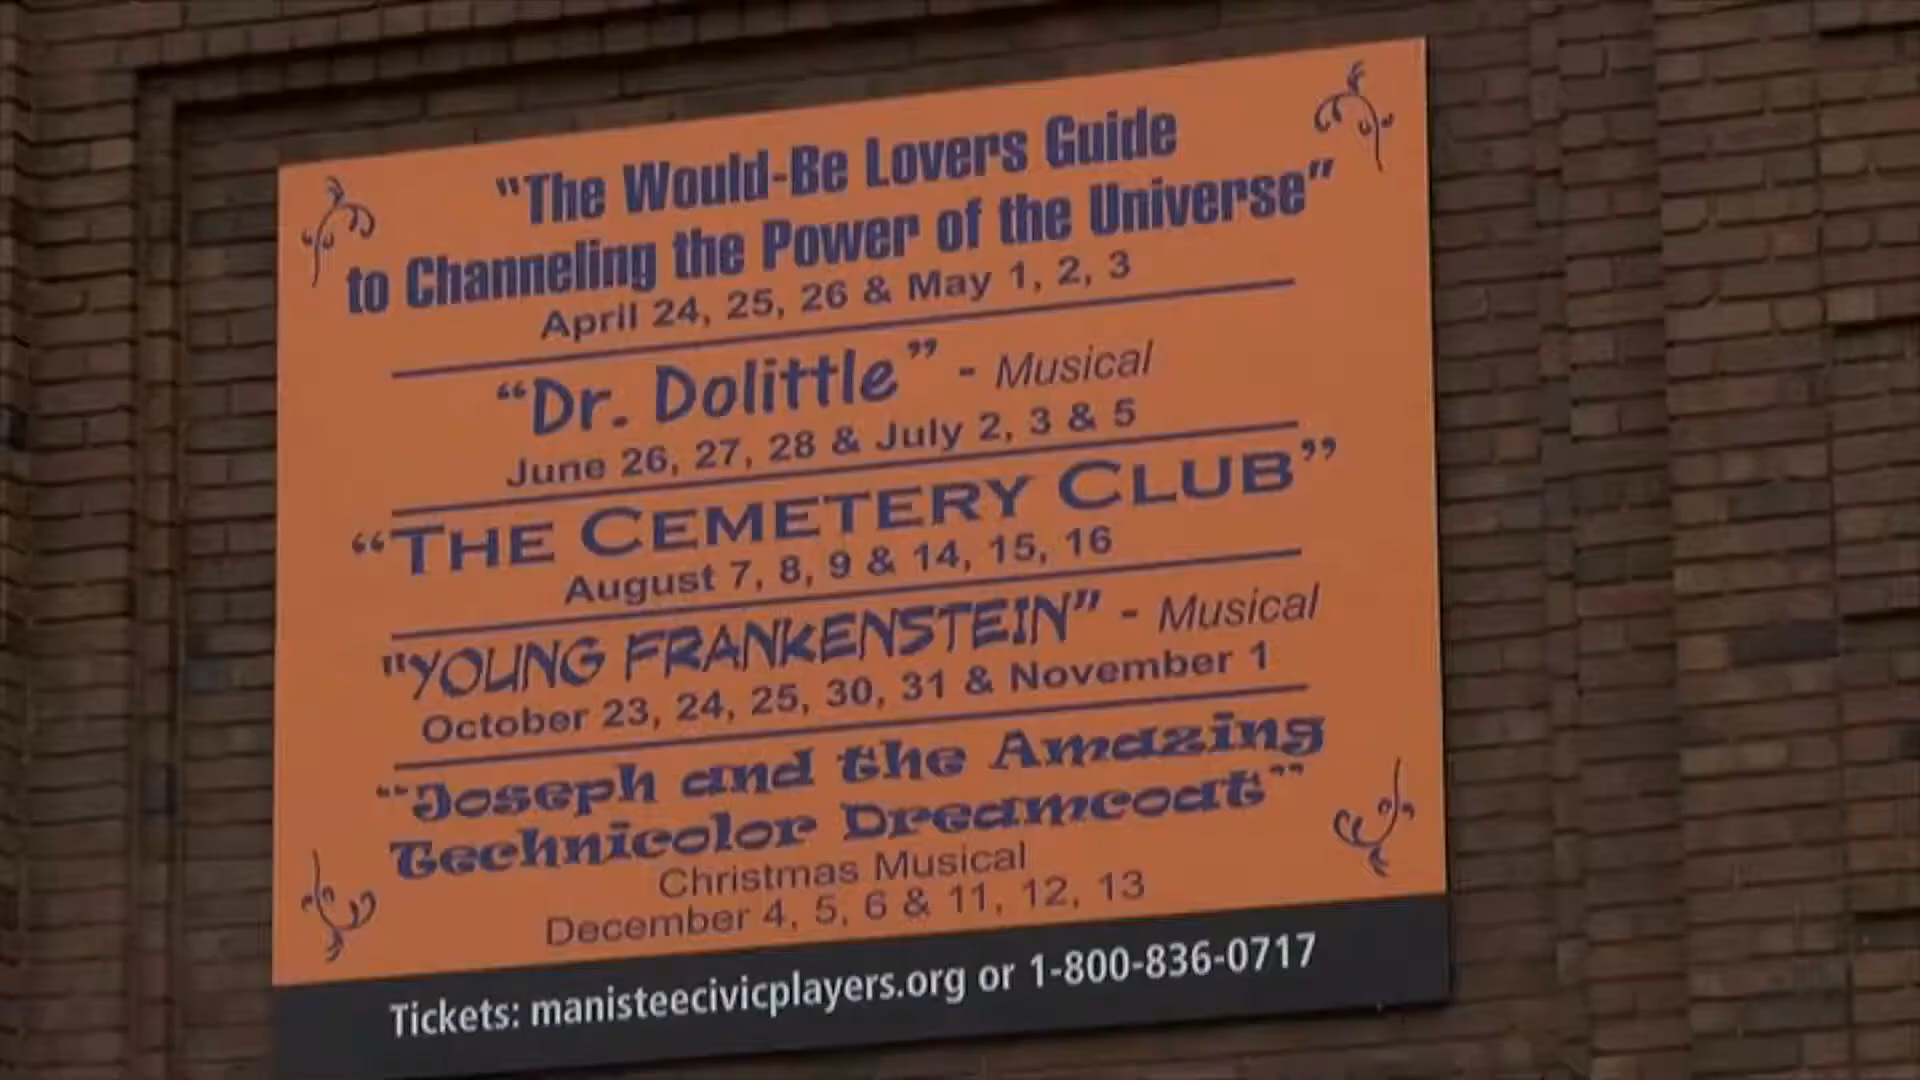 "The Would-Be Lovers Guide
to Channeling the Power of the Universe"
April 24, 25, 26 & May 1, 2, 3
"Dr. Dolittle" - Musical
June 26, 27, 28 & July 2, 3 & 5
"THE CEMETERY CLUB"
August 7, 8, 9 & 14, 15, 16
"YOUNG FRANKENSTEIN" - Musical
October 23, 24, 25, 30, 31 & November 1
"Joseph and the Amazing
Technicolor Dreamcoat"
Christmas Musical
December 4, 5, 6 & 11, 12, 13
Tickets: manisteecivicplayers.org or 1-800-836-0717